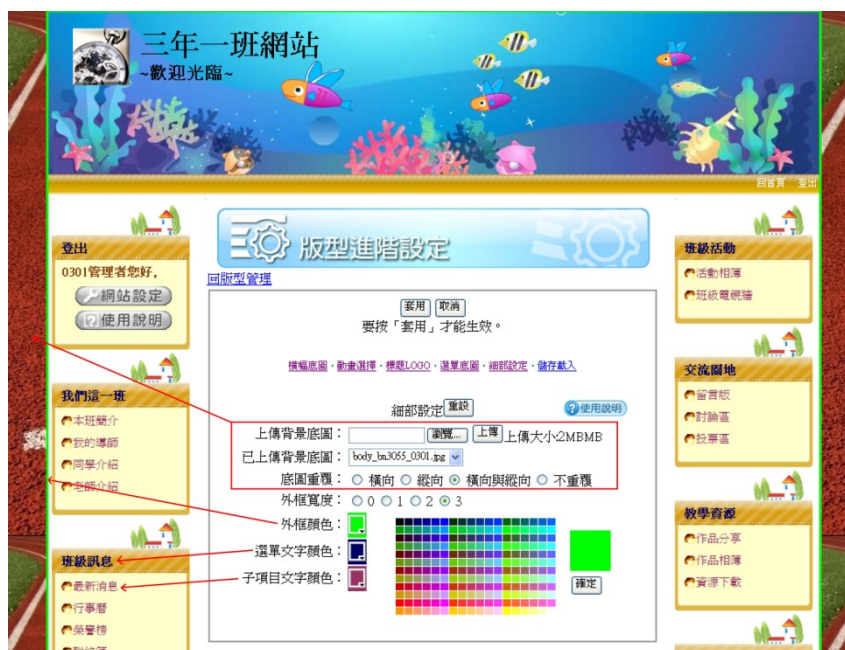 三年一班網站
~歡迎光臨~
回首頁 登出
登出
0301管理者您好，
網站設定
使用說明
我們這一班
本班簡介
我的導師
同學介紹
老師介紹
班級訊息
最新消息
行事曆
榮譽榜
版型進階設定
回版型管理
套用 取消
要按「套用」才能生效。
橫幅底圖‧動畫選擇‧標題LOGO‧選單底圖‧細部設定‧儲存載入
細部設定 重設 使用說明
上傳背景底圖： 瀏覽... 上傳 上傳大小2MBMB
已上傳背景底圖： body_bn3055_0301.jpg
底圖重覆： 橫向 縱向 橫向與縱向 不重覆
外框寬度： 0 1 2 3
外框顏色：
選單文字顏色：
子項目文字顏色：
確定
班級活動
活動相簿
班級電視牆
交流園地
留言版
討論區
投票區
教學資源
作品分享
作品相簿
資源下載